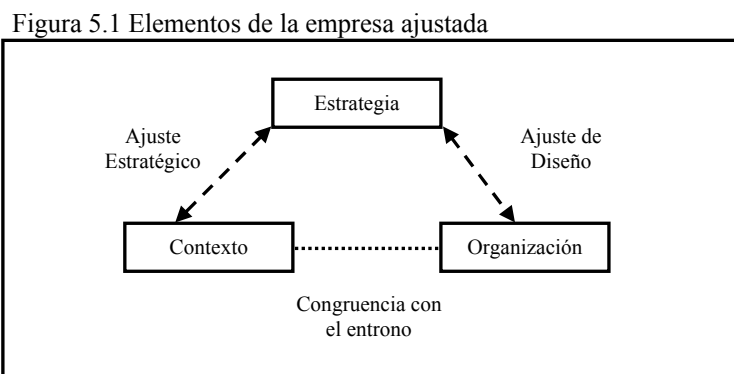 Figura 5.1 Elementos de la empresa ajustada
Estrategia
Ajuste
Estratégico
Ajuste de
Diseño
Contexto
Organización
Congruencia con
el entrono